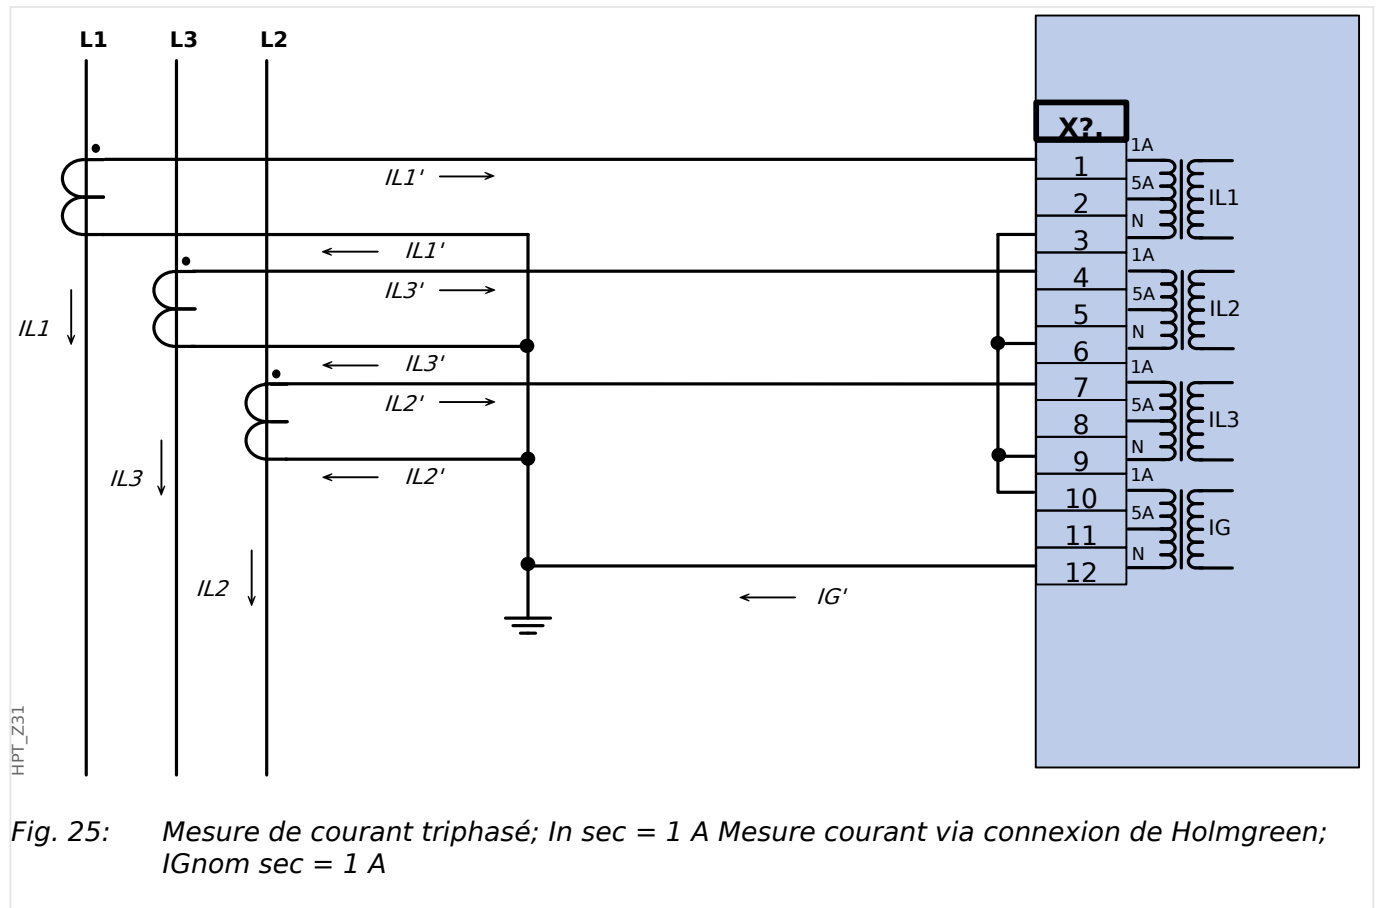 L1 L3 L2
X?.
1 1A
IL1'
2 5A IL1
3 N
IL1'
4 1A
IL3'
5 5A IL2
IL1
6 N
IL3'
7 1A
IL2'
8 5A IL3
9 N
IL3 IL2'
10 1A
11 5A IG
12 N
IL2 IG'
HPT_Z31
Fig. 25: Mesure de courant triphasé; In sec = 1 A Mesure courant via connexion de Holmgreen;
IGnom sec = 1 A